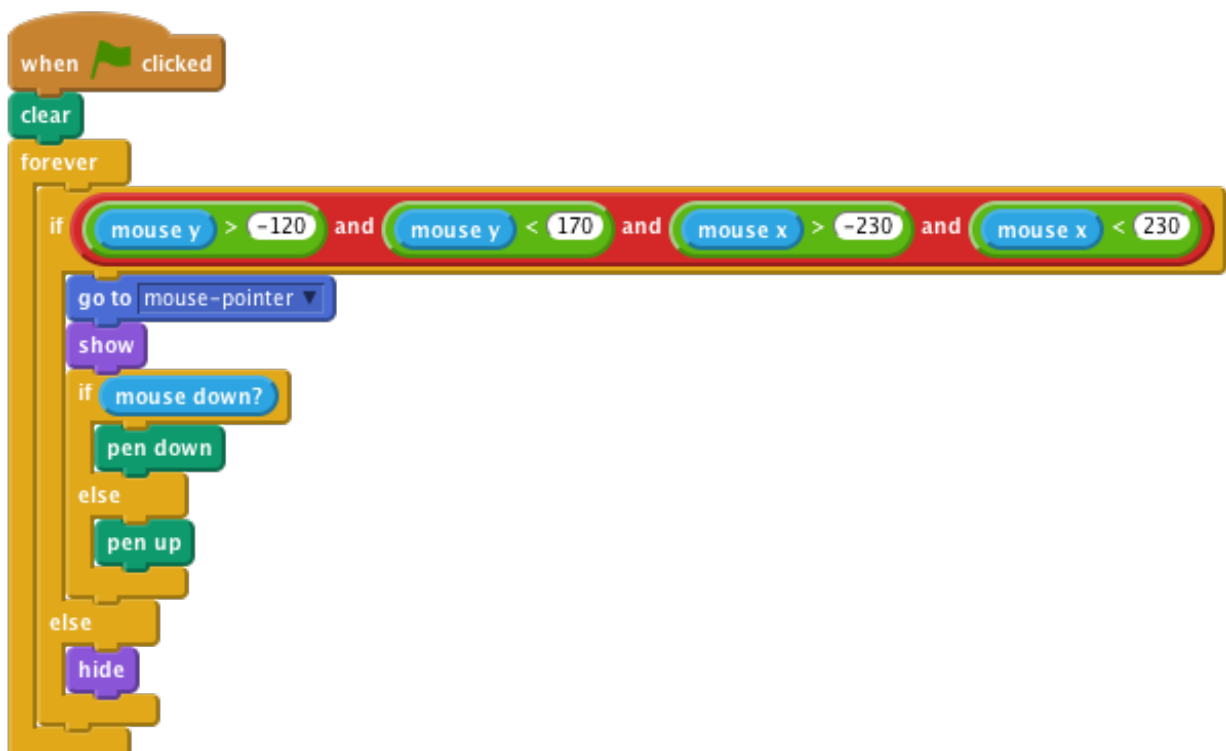 when clicked
clear
forever
if mouse y > -120 and mouse y < 170 and mouse x > -230 and mouse x < 230
go to mouse-pointer
show
if mouse down?
pen down
else
pen up
else
hide